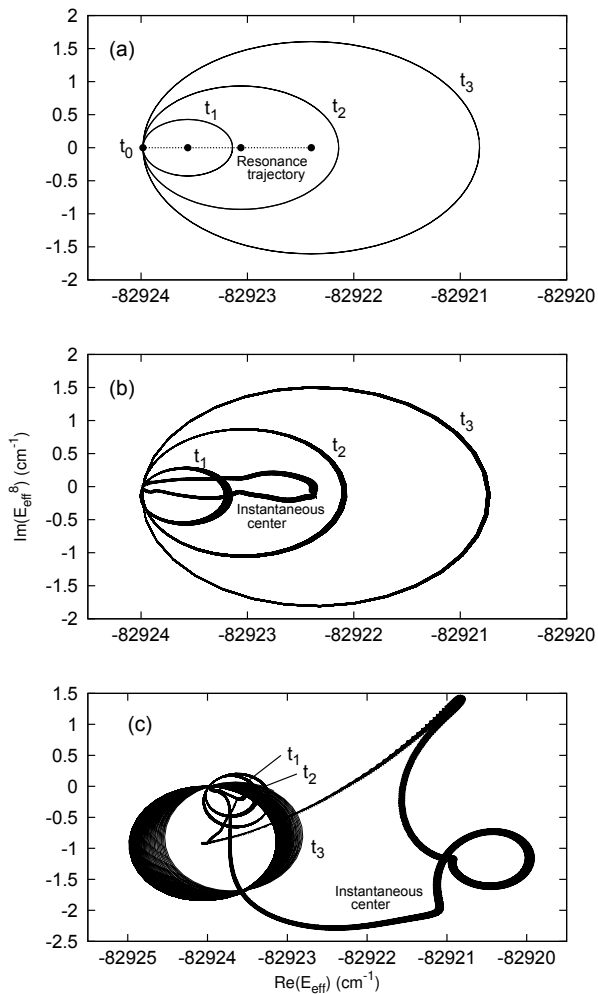 2
1.5
1
0.5
0
-0.5
-1
-1.5
-2
(a)
t0
t1
t2
t3
Resonance
trajectory
-82924 -82923 -82922 -82921 -82920
2
1.5
1
0.5
0
-0.5
-1
-1.5
-2
Im(Eeff^8) (cm-1)
(b)
t1
t2
t3
Instantaneous
center
-82924 -82923 -82922 -82921 -82920
1.5
1
0.5
0
-0.5
-1
-1.5
-2
-2.5
(c)
t1
t2
t3
Instantaneous
center
-82925 -82924 -82923 -82922 -82921 -82920
Re(Eeff) (cm-1)